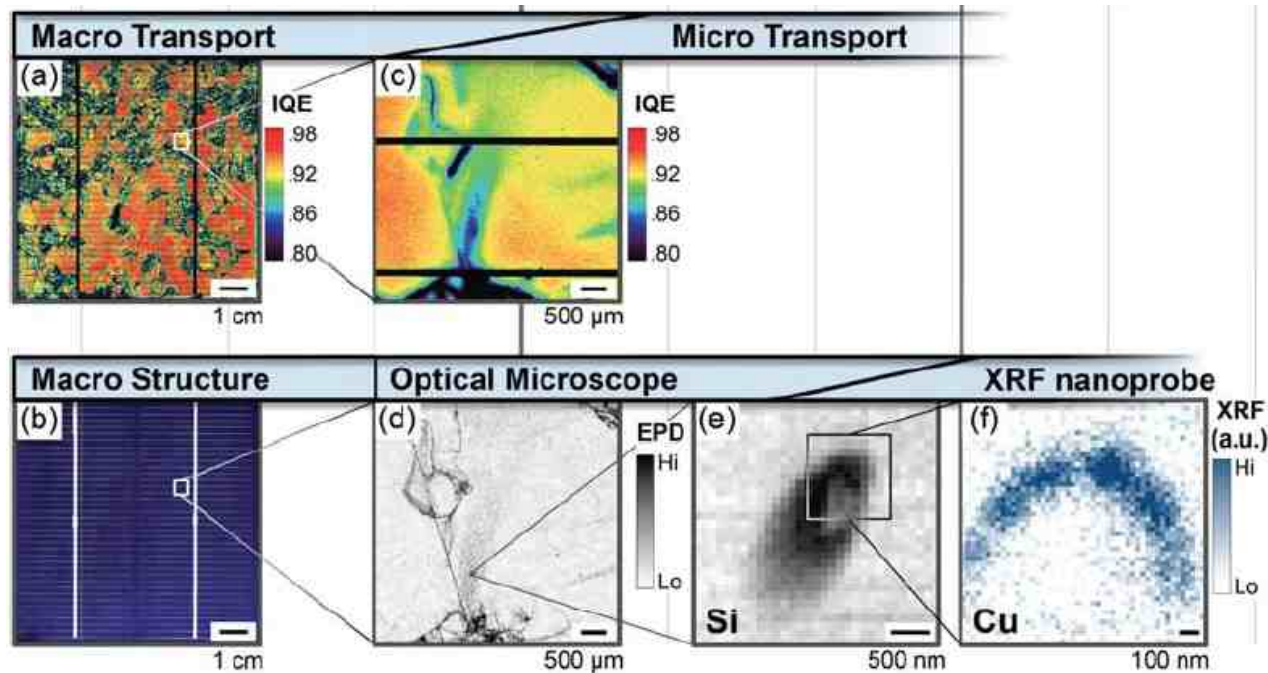 Macro Transport
Micro Transport
(a)
IQE
.98
.92
.86
.80
1 cm
(c)
IQE
.98
.92
.86
.80
500 µm
Macro Structure
Optical Microscope
XRF nanoprobe
(b)
1 cm
(d)
EPD
Hi
Lo
500 µm
(e)
Si
500 nm
(f)
Cu
100 nm
XRF
(a.u.)
Hi
Lo